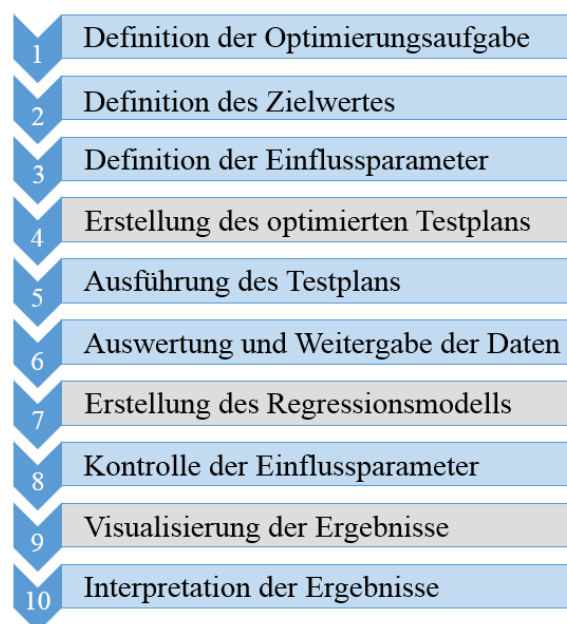 1 Definition der Optimierungsaufgabe
2 Definition des Zielwertes
3 Definition der Einflussparameter
4 Erstellung des optimierten Testplans
5 Ausführung des Testplans
6 Auswertung und Weitergabe der Daten
7 Erstellung des Regressionsmodells
8 Kontrolle der Einflussparameter
9 Visualisierung der Ergebnisse
10 Interpretation der Ergebnisse